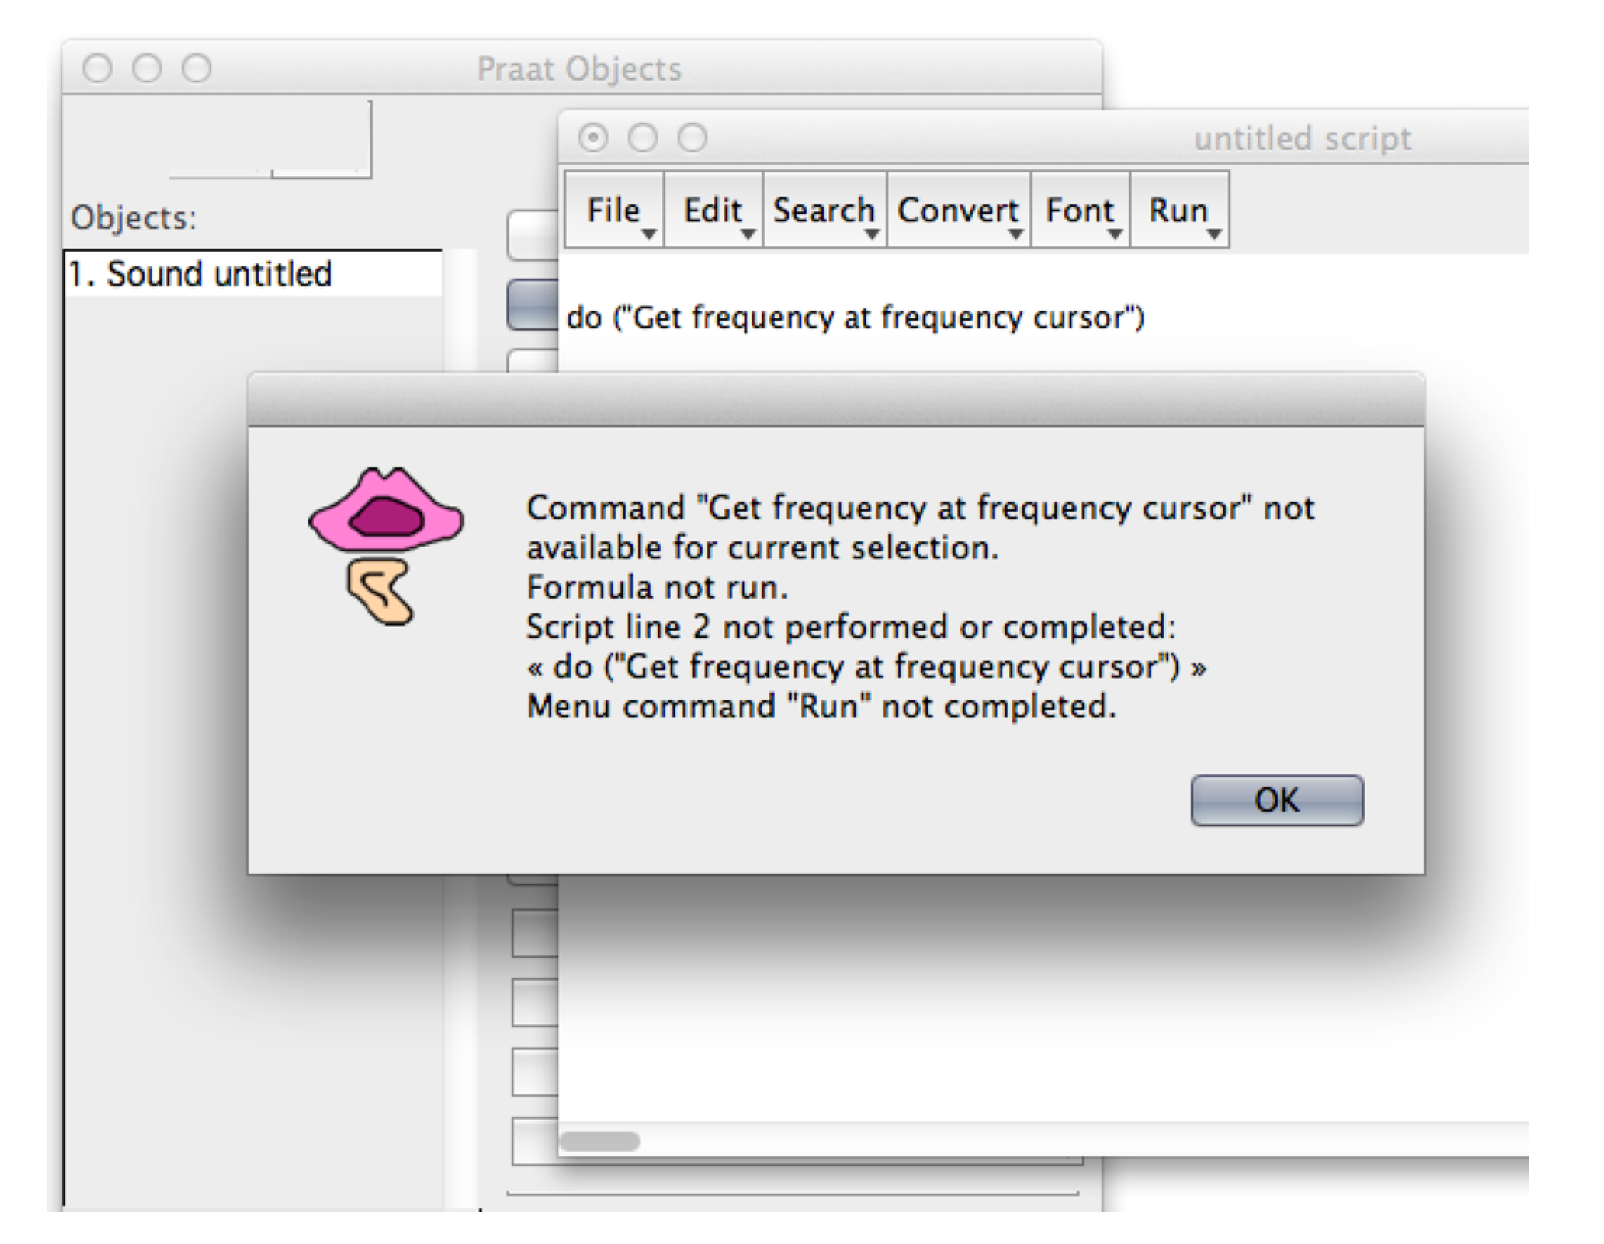 Praat Objects
untitled script
File Edit Search Convert Font Run
Objects:
1. Sound untitled
do ("Get frequency at frequency cursor")
Command "Get frequency at frequency cursor" not
available for current selection.
Formula not run.
Script line 2 not performed or completed:
« do ("Get frequency at frequency cursor") »
Menu command "Run" not completed.
OK